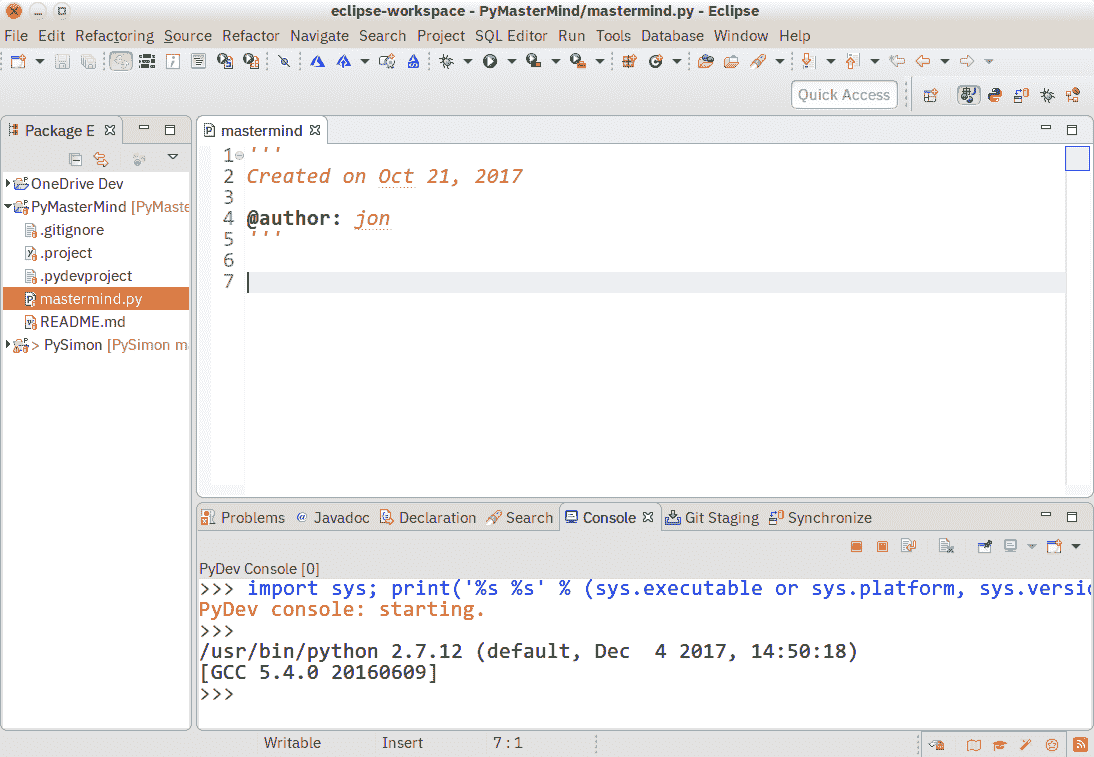 eclipse-workspace - PyMasterMind/mastermind.py - Eclipse
File Edit Refactoring Source Refactor Navigate Search Project SQL Editor Run Tools Database Window Help
Quick Access
Package E
mastermind
OneDrive Dev
PyMasterMind [PyMaste
.gitignore
.project
.pydevproject
mastermind.py
README.md
> PySimon [PySimon m
1 '''
2 Created on Oct 21, 2017
3
4 @author: jon
5 '''
6
7
Problems @ Javadoc Declaration Search Console Git Staging Synchronize
PyDev Console [0]
>>> import sys; print('%s %s' % (sys.executable or sys.platform, sys.versio
PyDev console: starting.
>>>
/usr/bin/python 2.7.12 (default, Dec  4 2017, 14:50:18)
[GCC 5.4.0 20160609]
>>>
Writable Insert 7 : 1